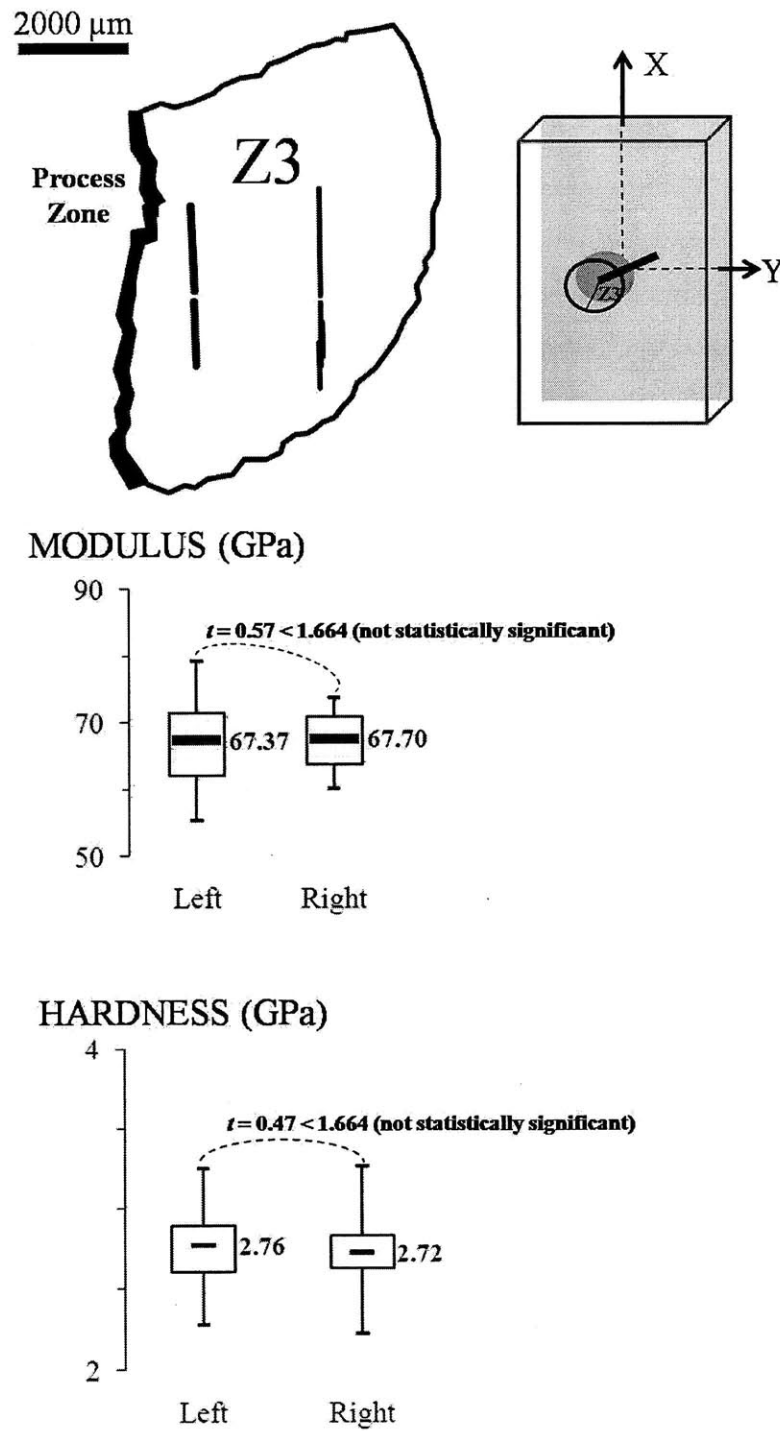 2000 µm
Process
Zone
Z3
X
Y
Z3
MODULUS (GPa)
90
t = 0.57 < 1.664 (not statistically significant)
70
67.37
67.70
50
Left
Right
HARDNESS (GPa)
4
t = 0.47 < 1.664 (not statistically significant)
2.76
2.72
2
Left
Right